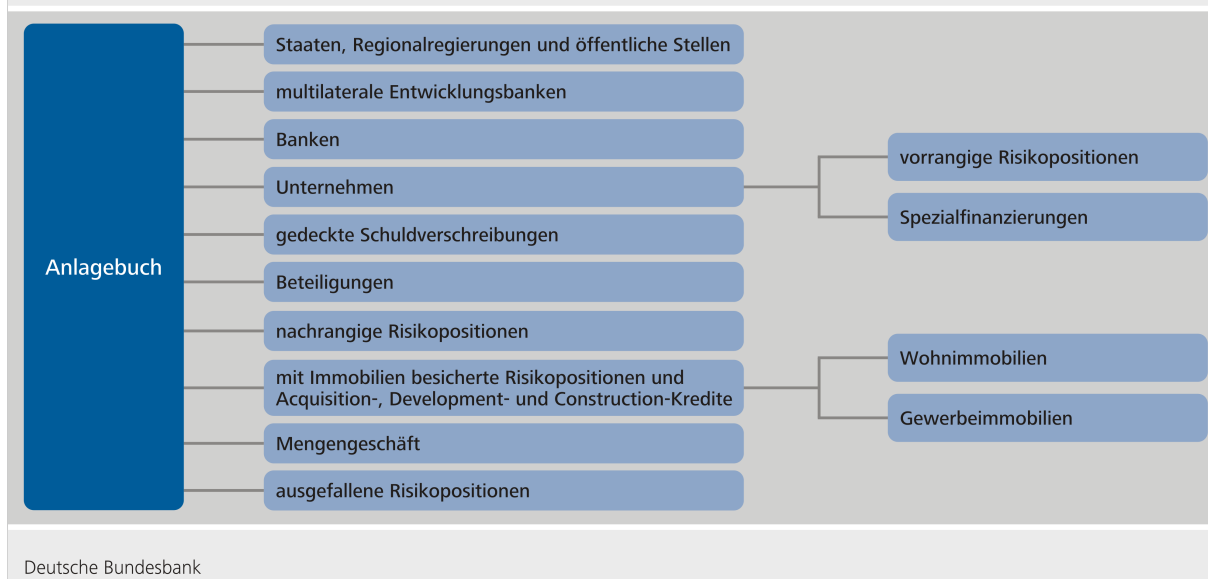 Anlagebuch
Staaten, Regionalregierungen und öffentliche Stellen
multilaterale Entwicklungsbanken
Banken
Unternehmen
vorrangige Risikopositionen
Spezialfinanzierungen
gedeckte Schuldverschreibungen
Beteiligungen
nachrangige Risikopositionen
mit Immobilien besicherte Risikopositionen und
Acquisition-, Development- und Construction-Kredite
Wohnimmobilien
Gewerbeimmobilien
Mengengeschäft
ausgefallene Risikopositionen
Deutsche Bundesbank